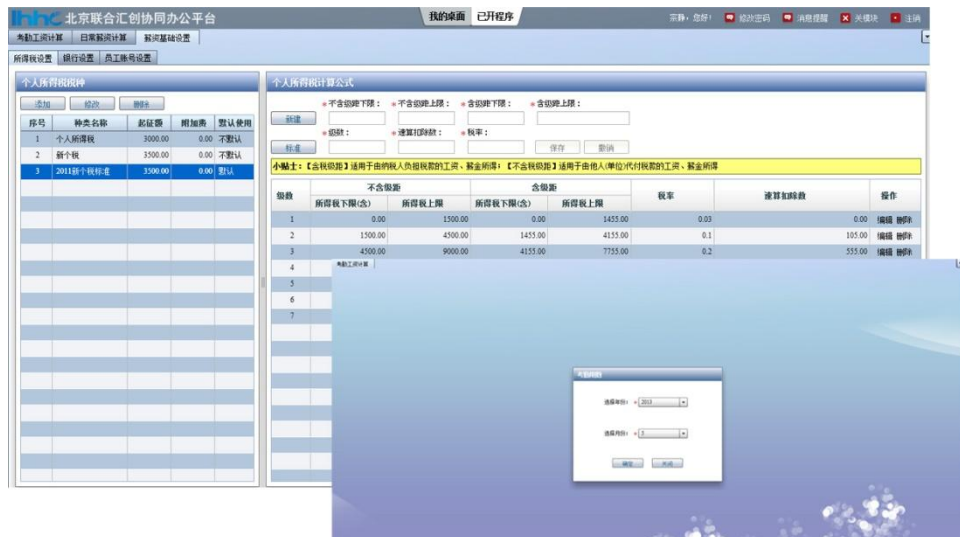 lhhc 北京联合汇创协同办公平台 我的桌面 已开程序 宗静，您好！ 修改密码 消息提醒 关模块 注销
考勤工资计算 日常薪资计算 薪资基础设置
所得税设置 银行设置 员工账号设置
个人所得税税种
添加 修改 删除
序号 种类名称 起征额 附加费 默认使用
1 个人所得税 3000.00 0.00 不默认
2 新个税 3500.00 0.00 不默认
3 2011新个税标准 3500.00 0.00 默认
个人所得税计算公式
*不含级距下限： *不含级距上限： *含级距下限： *含级距上限：
新建
*级数： *速算扣除数： *税率：
标准 保存 撤销
小贴士：【含税级距】适用于由纳税人负担税款的工资、薪金所得；【不含税级距】适用于由他人(单位)代付税款的工资、薪金所得
级数 不含级距 含级距 税率 速算扣除数 操作
所得税下限(含) 所得税上限 所得税下限(含) 所得税上限
1 0.00 1500.00 0.00 1455.00 0.03 0.00 编辑 删除
2 1500.00 4500.00 1455.00 4155.00 0.1 105.00 编辑 删除
3 4500.00 9000.00 4155.00 7755.00 0.2 555.00 编辑 删除
4
5
6
7
考勤工资计算
选择年份： * 2013
选择月份： * 3
确定 关闭